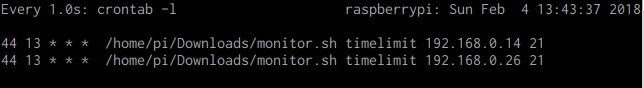 Every 1.0s: crontab -l raspberrypi: Sun Feb 4 13:43:37 2018
44 13 * * * /home/pi/Downloads/monitor.sh timelimit 192.168.0.14 21
44 13 * * * /home/pi/Downloads/monitor.sh timelimit 192.168.0.26 21